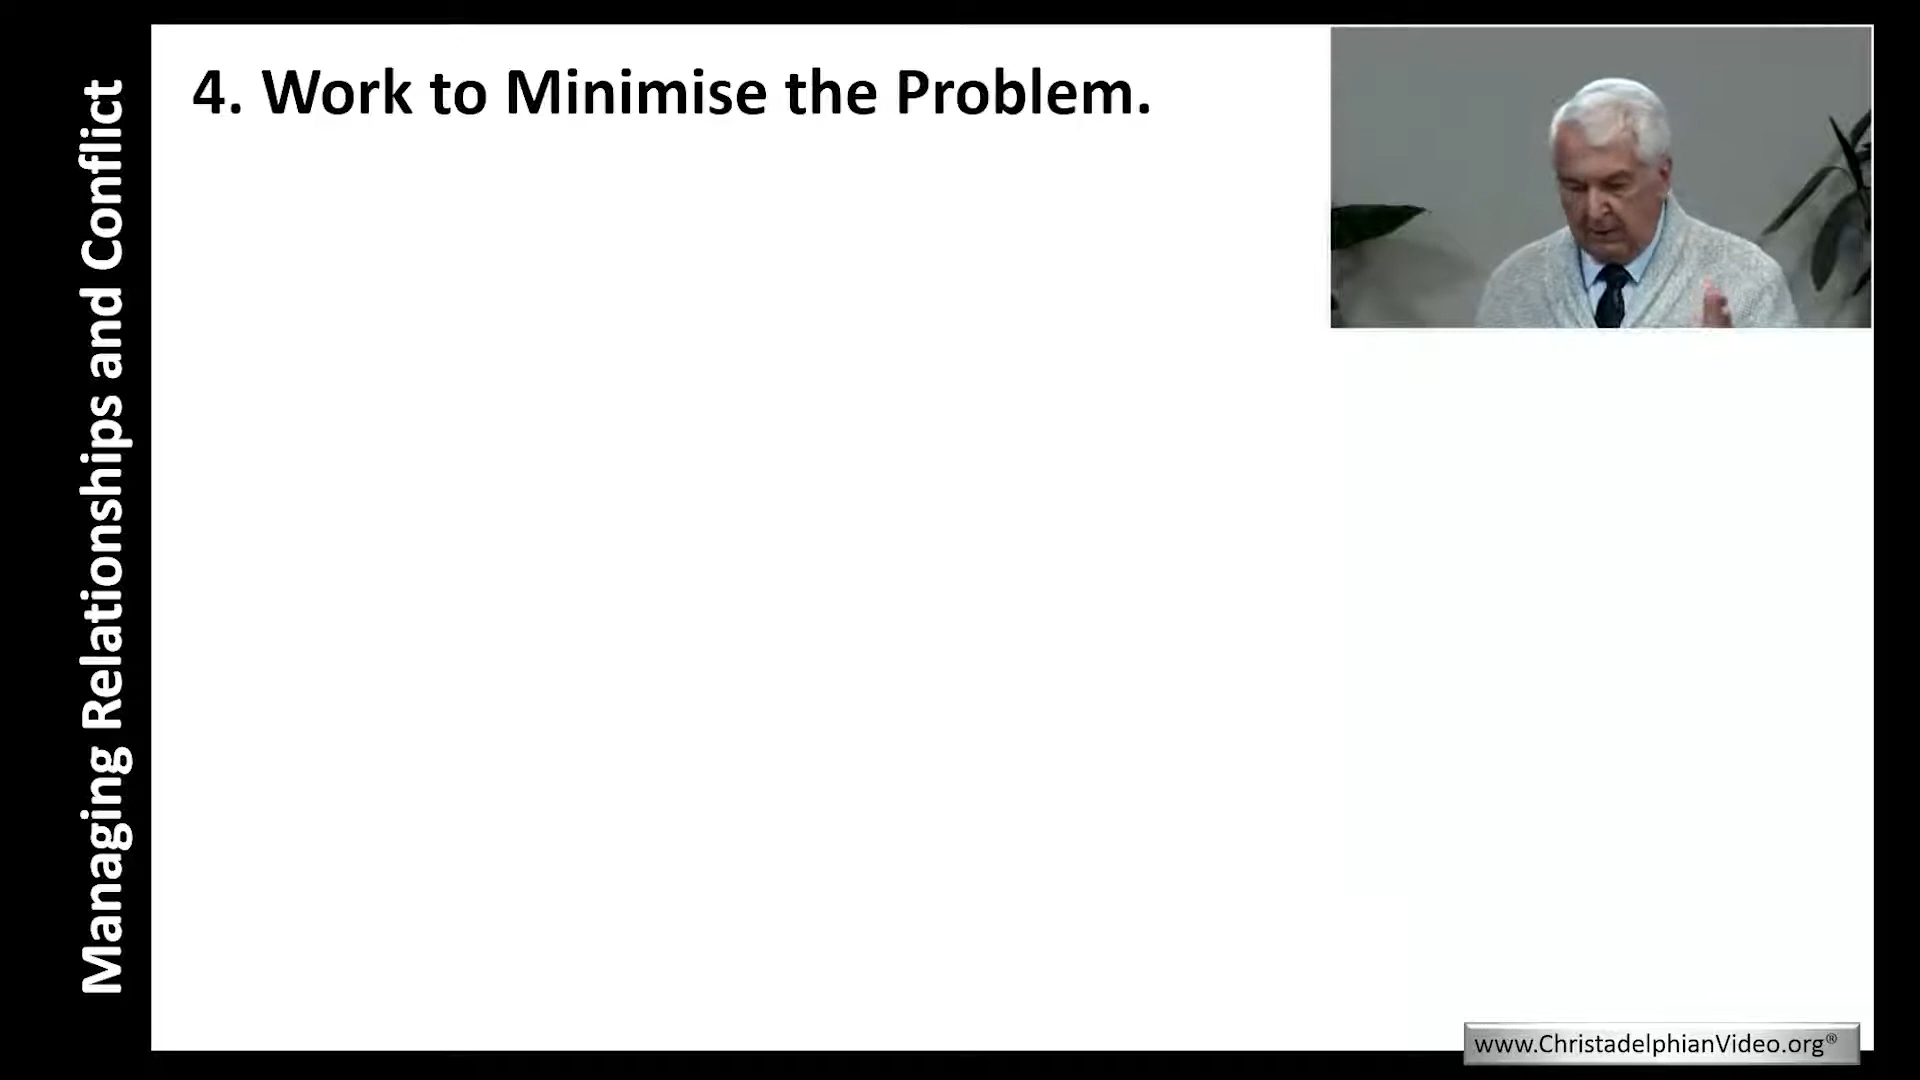 4. Work to Minimise the Problem.
Managing Relationships and Conflict
www.ChristadelphianVideo.org®